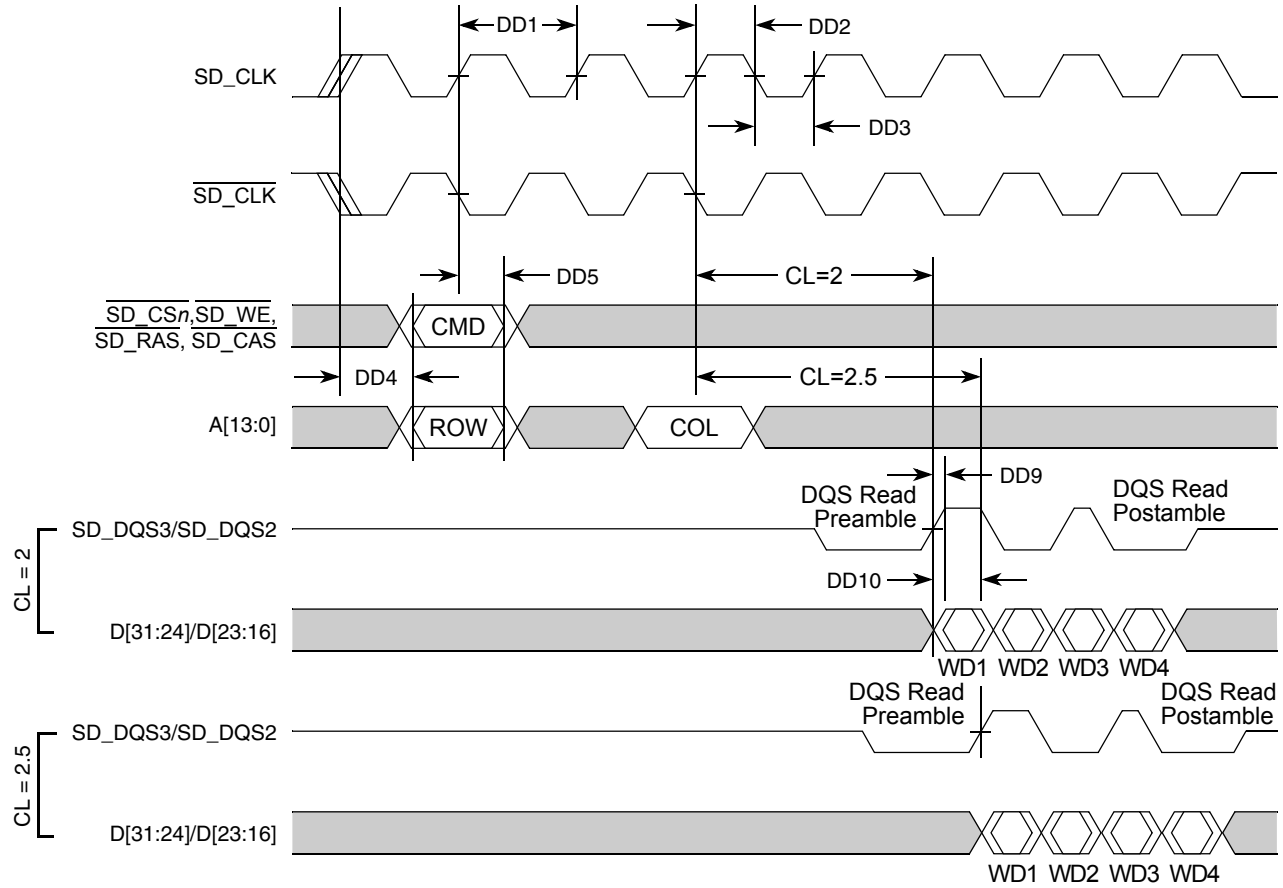 DD1
DD2
SD_CLK
DD3
SD_CLK
DD5
CL=2
SD_CSn,SD_WE,
SD_RAS, SD_CAS
CMD
DD4
CL=2.5
A[13:0]
ROW
COL
DD9
DQS Read
Preamble
DQS Read
Postamble
SD_DQS3/SD_DQS2
CL = 2
DD10
D[31:24]/D[23:16]
WD1 WD2 WD3 WD4
DQS Read
Preamble
DQS Read
Postamble
SD_DQS3/SD_DQS2
CL = 2.5
D[31:24]/D[23:16]
WD1 WD2 WD3 WD4